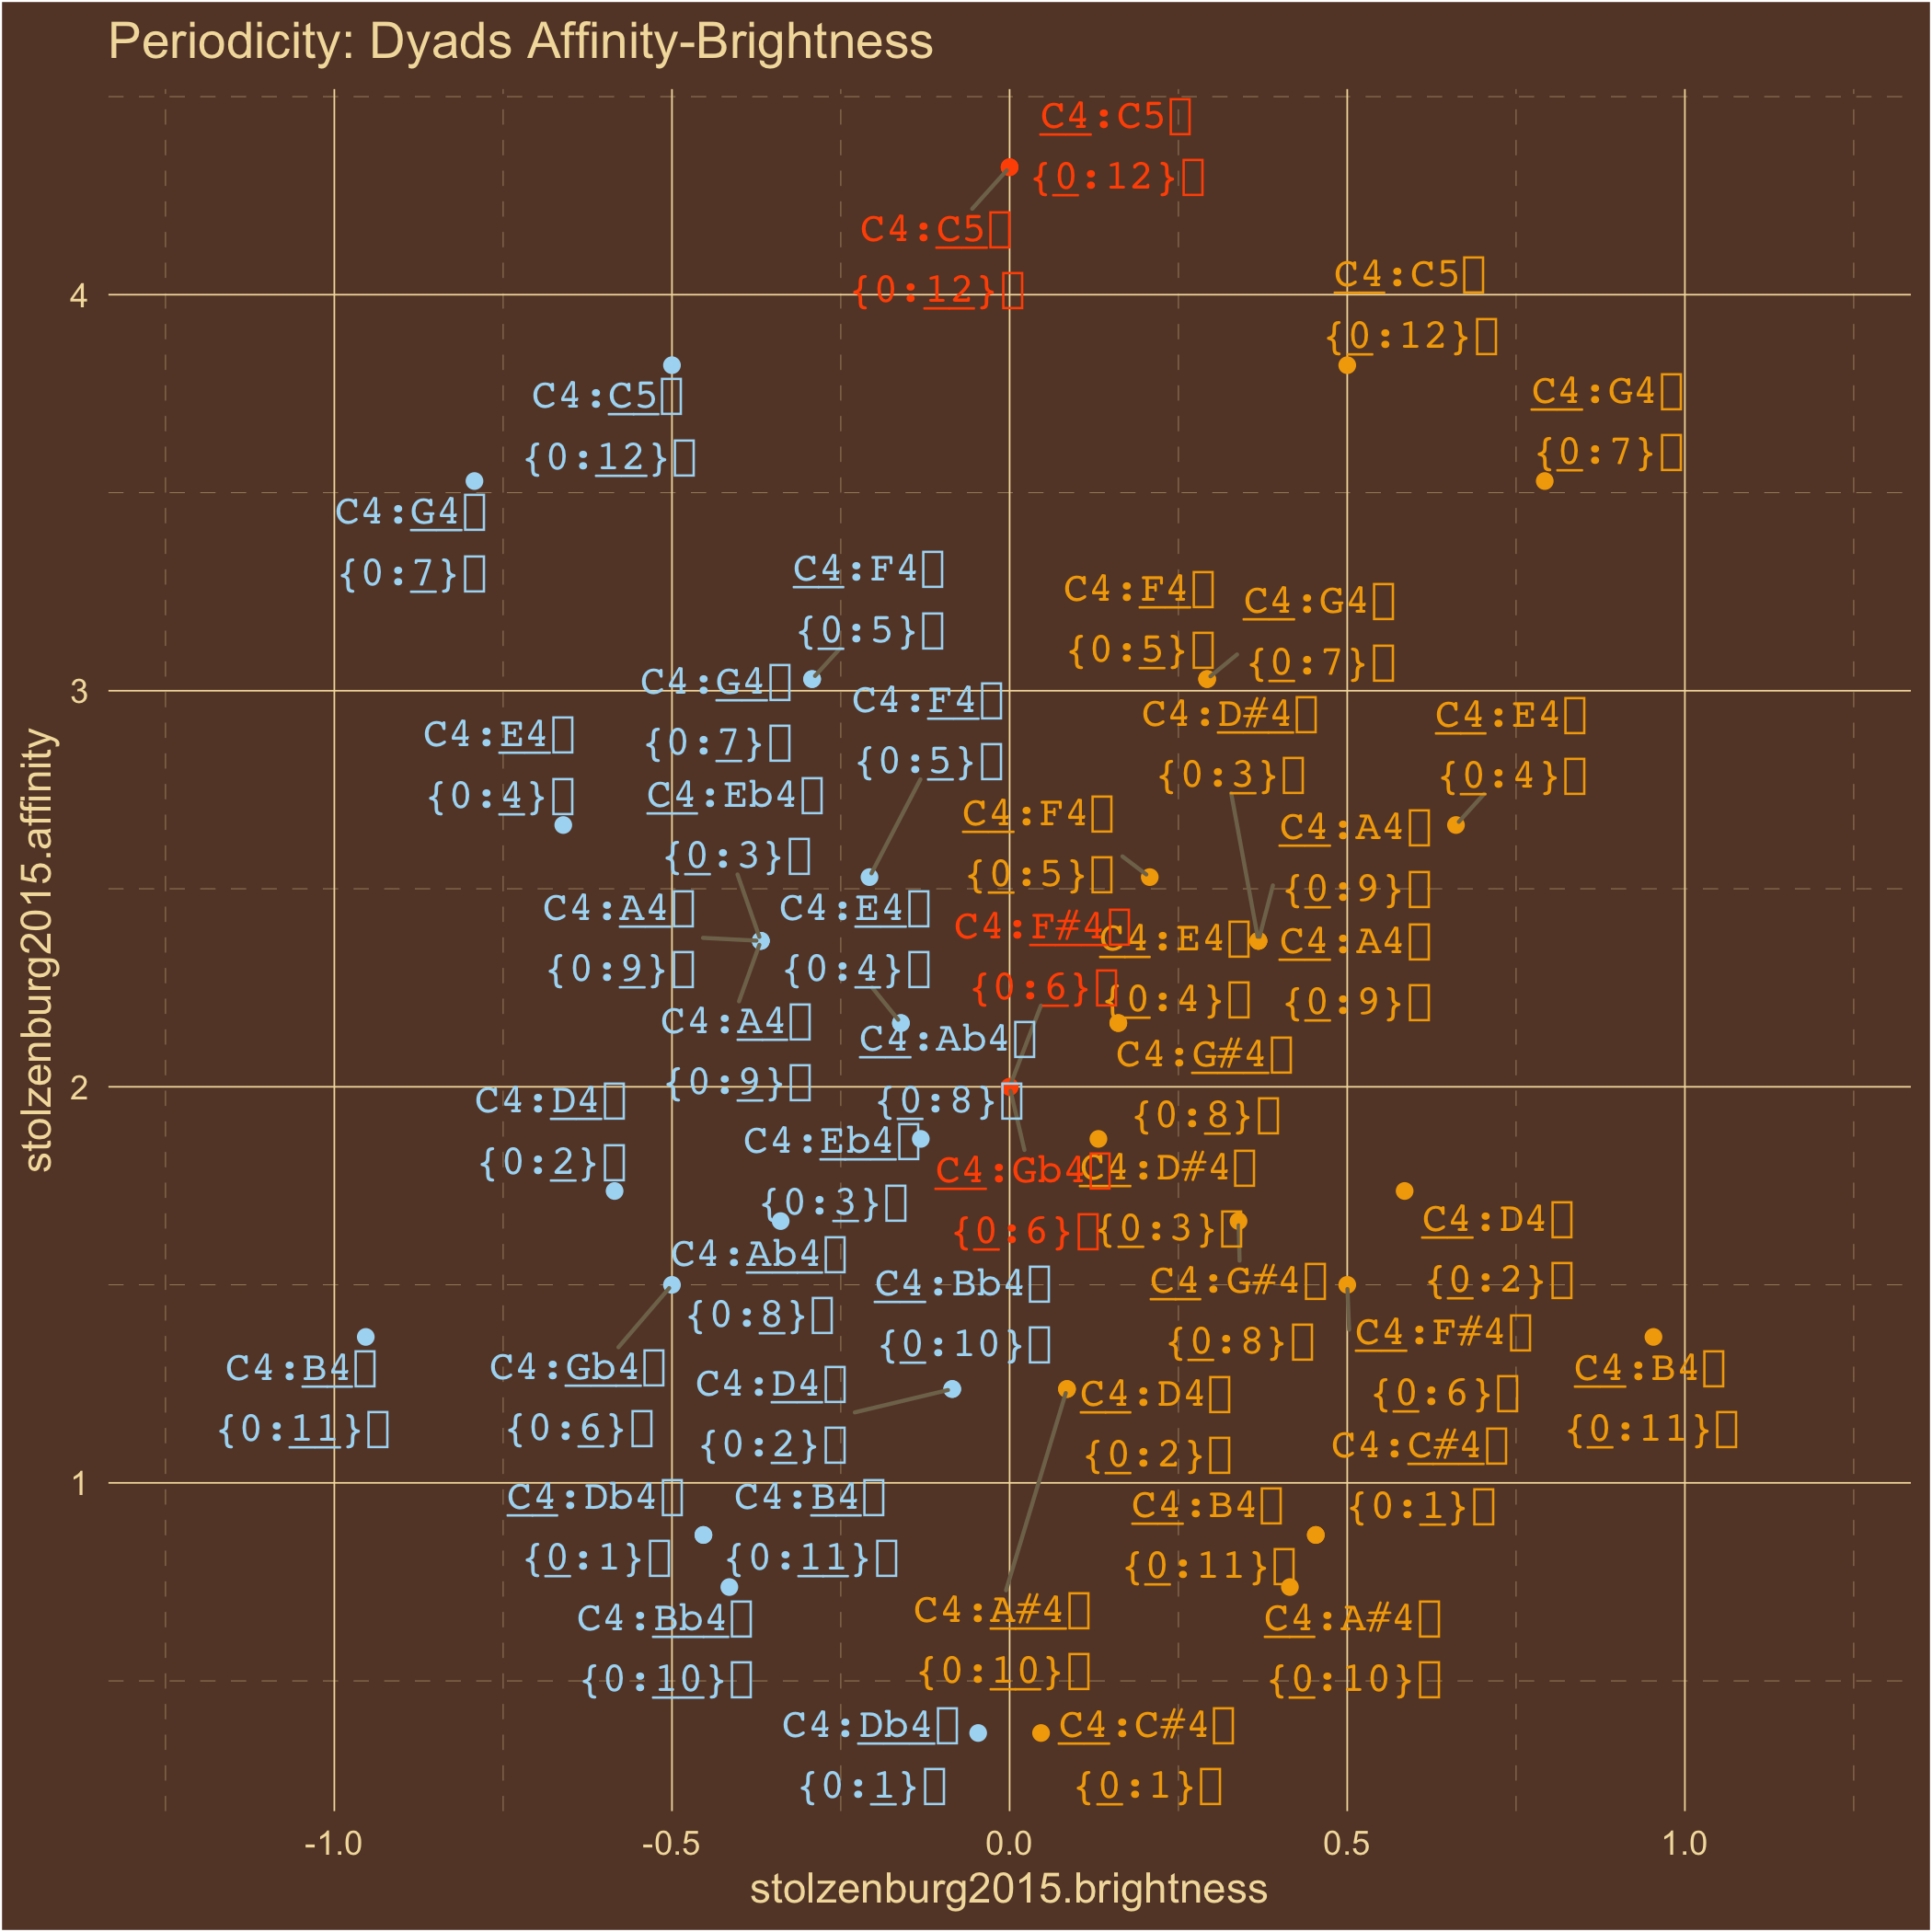 Periodicity: Dyads Affinity-Brightness
C4:C5
{0:12}
C4:C5
{0:12}
C4:C5
{0:12}
4
C4:C5
{0:12}
C4:G4
{0:7}
C4:G4
{0:7}
C4:F4
{0:5}
C4:F4
{0:5}
C4:G4
{0:7}
3
C4:G4
{0:7}
C4:F4
{0:5}
C4:D#4
{0:3}
C4:E4
{0:4}
C4:E4
{0:4}
C4:Eb4
{0:3}
C4:F4
{0:5}
C4:A4
{0:9}
C4:A4
{0:9}
C4:E4
{0:4}
C4:F#4
{0:6}
C4:E4
{0:4}
C4:A4
{0:9}
C4:A4
{0:9}
C4:Ab4
{0:8}
C4:G#4
{0:8}
2
C4:D4
{0:2}
C4:Eb4
{0:3}
C4:Gb4
{0:6}
C4:D#4
{0:3}
C4:D4
{0:2}
C4:Ab4
{0:8}
C4:Bb4
{0:10}
C4:G#4
{0:8}
C4:F#4
{0:6}
C4:B4
{0:11}
C4:Gb4
{0:6}
C4:D4
{0:2}
C4:D4
{0:2}
C4:B4
{0:11}
C4:C#4
{0:1}
1
C4:Db4
{0:1}
C4:B4
{0:11}
C4:B4
{0:11}
C4:Bb4
{0:10}
C4:A#4
{0:10}
C4:A#4
{0:10}
C4:Db4
{0:1}
C4:C#4
{0:1}
-1.0
-0.5
0.0
0.5
1.0
stolzenburg2015.brightness
stolzenburg2015.affinity